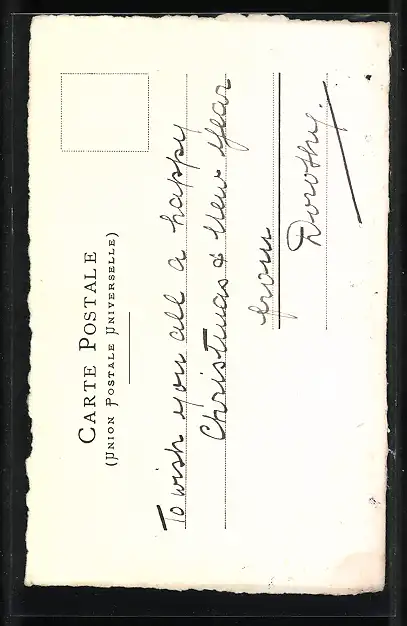 CARTE POSTALE
(UNION POSTALE UNIVERSELLE)
To wish you all a happy
Christmas & New Year
from
Dorothy.